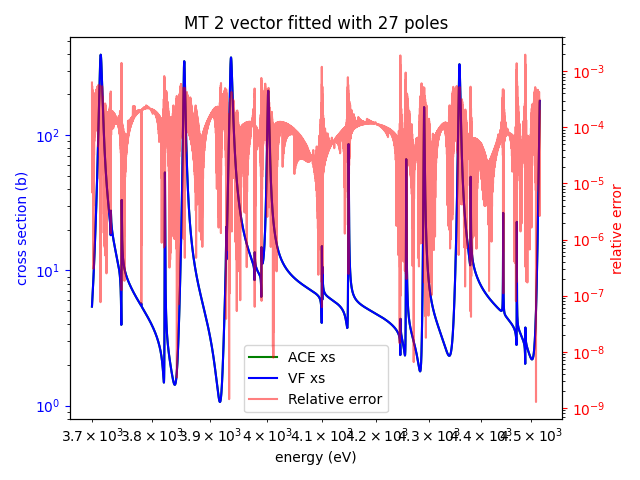 MT 2 vector fitted with 27 poles
cross section (b)
10²
10¹
10⁰
10⁻³
10⁻⁴
10⁻⁵
10⁻⁶
10⁻⁷
10⁻⁸
10⁻⁹
relative error
ACE xs
VF xs
Relative error
3.7 × 10³ 3.8 × 10³ 3.9 × 10³ 4 × 10³ 4.1 × 10³ 4.2 × 10³ 4.3 × 10³ 4.4 × 10³ 4.5 × 10³
energy (eV)